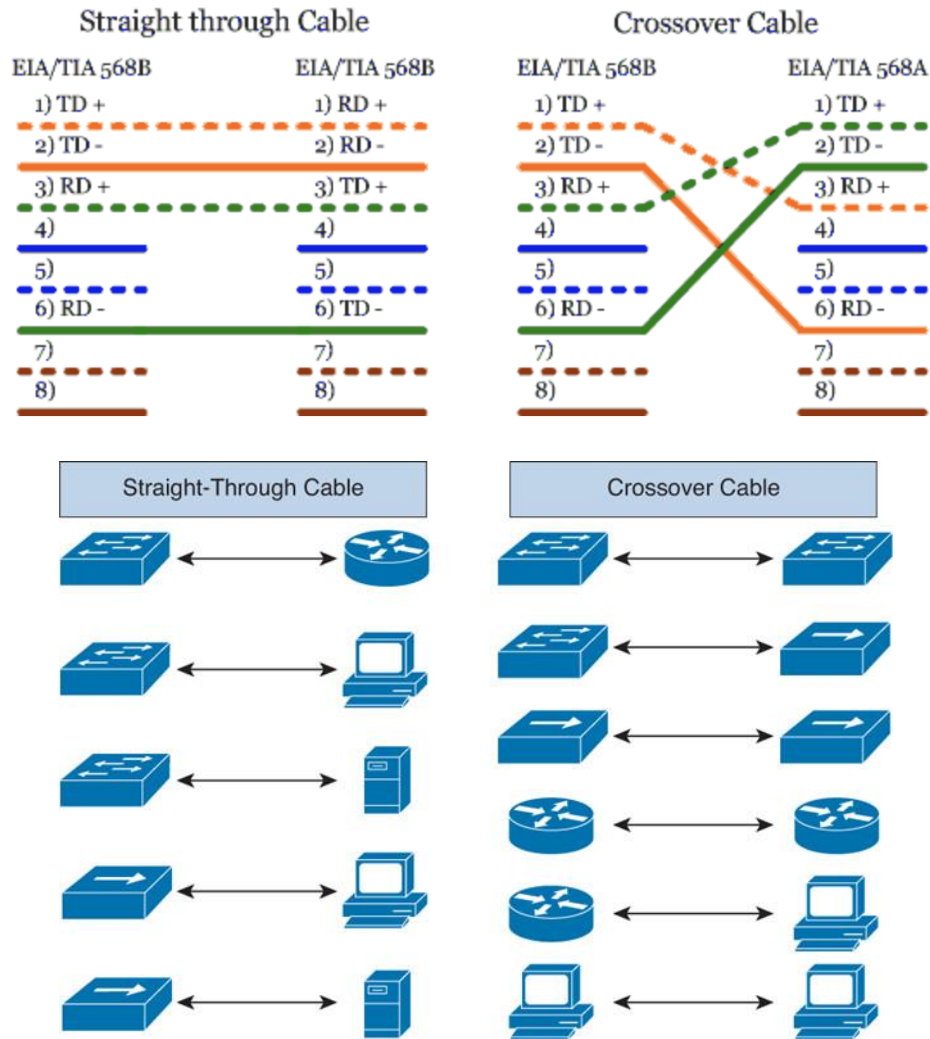 Straight through Cable
EIA/TIA 568B EIA/TIA 568B
1) TD + 1) RD +
2) TD - 2) RD -
3) RD + 3) TD +
4) 4)
5) 5)
6) RD - 6) TD -
7) 7)
8) 8)
Crossover Cable
EIA/TIA 568B EIA/TIA 568A
1) TD + 1) TD +
2) TD - 2) TD -
3) RD + 3) RD +
4) 4)
5) 5)
6) RD - 6) RD -
7) 7)
8) 8)
Straight-Through Cable
Crossover Cable